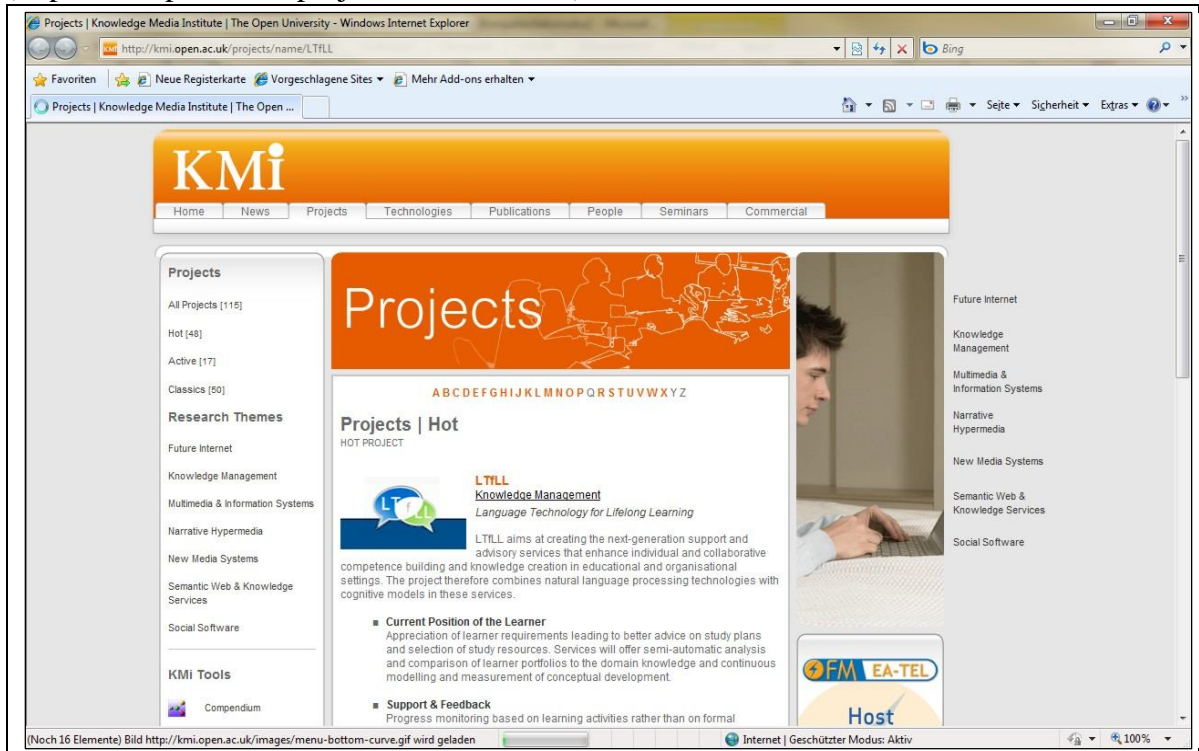 Projects | Knowledge Media Institute | The Open University - Windows Internet Explorer
http://kmi.open.ac.uk/projects/name/LTfLL
Bing
Favoriten Neue Registerkarte Vorgeschlagene Sites Mehr Add-ons erhalten
Projects | Knowledge Media Institute | The Open ...
Seite Sicherheit Extras
KMi
Home News Projects Technologies Publications People Seminars Commercial
Projects
All Projects [115]
Hot [48]
Active [17]
Classics [50]
Research Themes
Future Internet
Knowledge Management
Multimedia & Information Systems
Narrative Hypermedia
New Media Systems
Semantic Web & Knowledge
Services
Social Software
KMi Tools
Compendium
Projects
A B C D E F G H I J K L M N O P Q R S T U V W X Y Z
Projects | Hot
HOT PROJECT
LTfLL
LTfLL
Knowledge Management
Language Technology for Lifelong Learning
LTfLL aims at creating the next-generation support and
advisory services that enhance individual and collaborative
competence building and knowledge creation in educational and organisational
settings. The project therefore combines natural language processing technologies with
cognitive models in these services.
Current Position of the Learner
Appreciation of learner requirements leading to better advice on study plans
and selection of study resources. Services will offer semi-automatic analysis
and comparison of learner portfolios to the domain knowledge and continuous
modelling and measurement of conceptual development.
Support & Feedback
Progress monitoring based on learning activities rather than on formal
FM EA-TEL
Host
Future Internet
Knowledge
Management
Multimedia &
Information Systems
Narrative
Hypermedia
New Media Systems
Semantic Web &
Knowledge Services
Social Software
(Noch 16 Elemente) Bild http://kmi.open.ac.uk/images/menu-bottom-curve.gif wird geladen
Internet | Geschützter Modus: Aktiv
100%